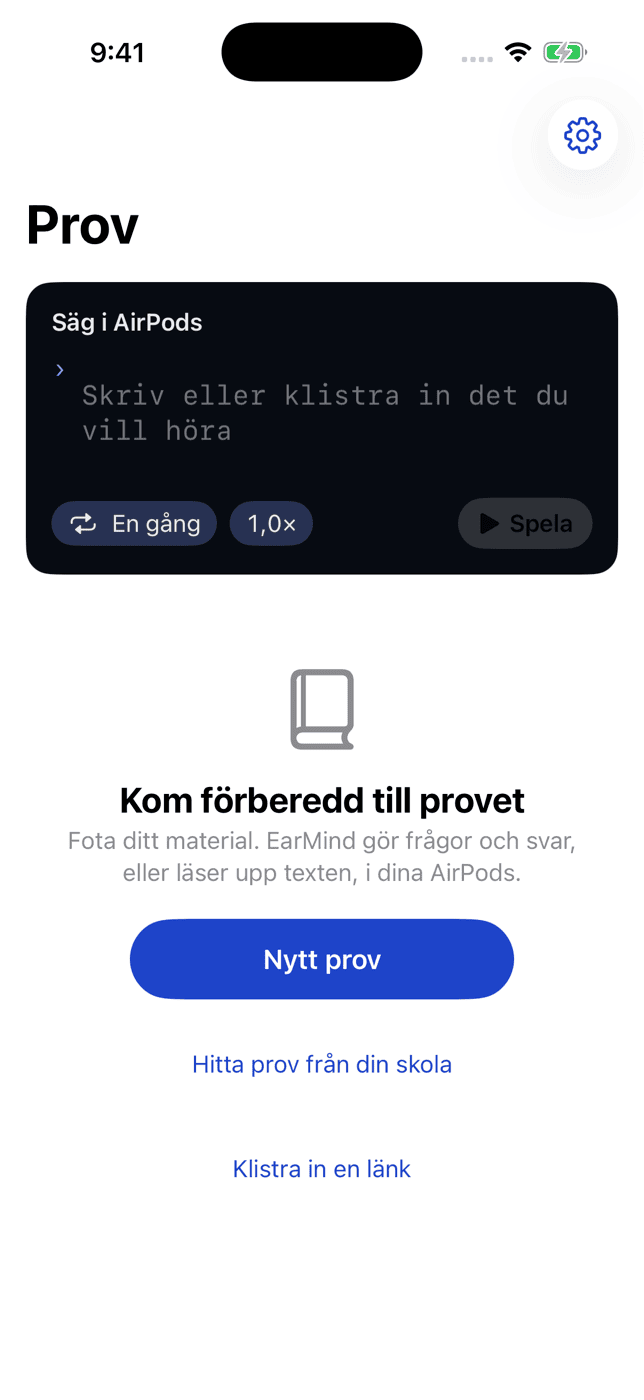 9:41
Prov
Säg i AirPods
›
Skriv eller klistra in det du
vill höra
En gång
1,0×
Spela
Kom förberedd till provet
Fota ditt material. EarMind gör frågor och svar,
eller läser upp texten, i dina AirPods.
Nytt prov
Hitta prov från din skola
Klistra in en länk